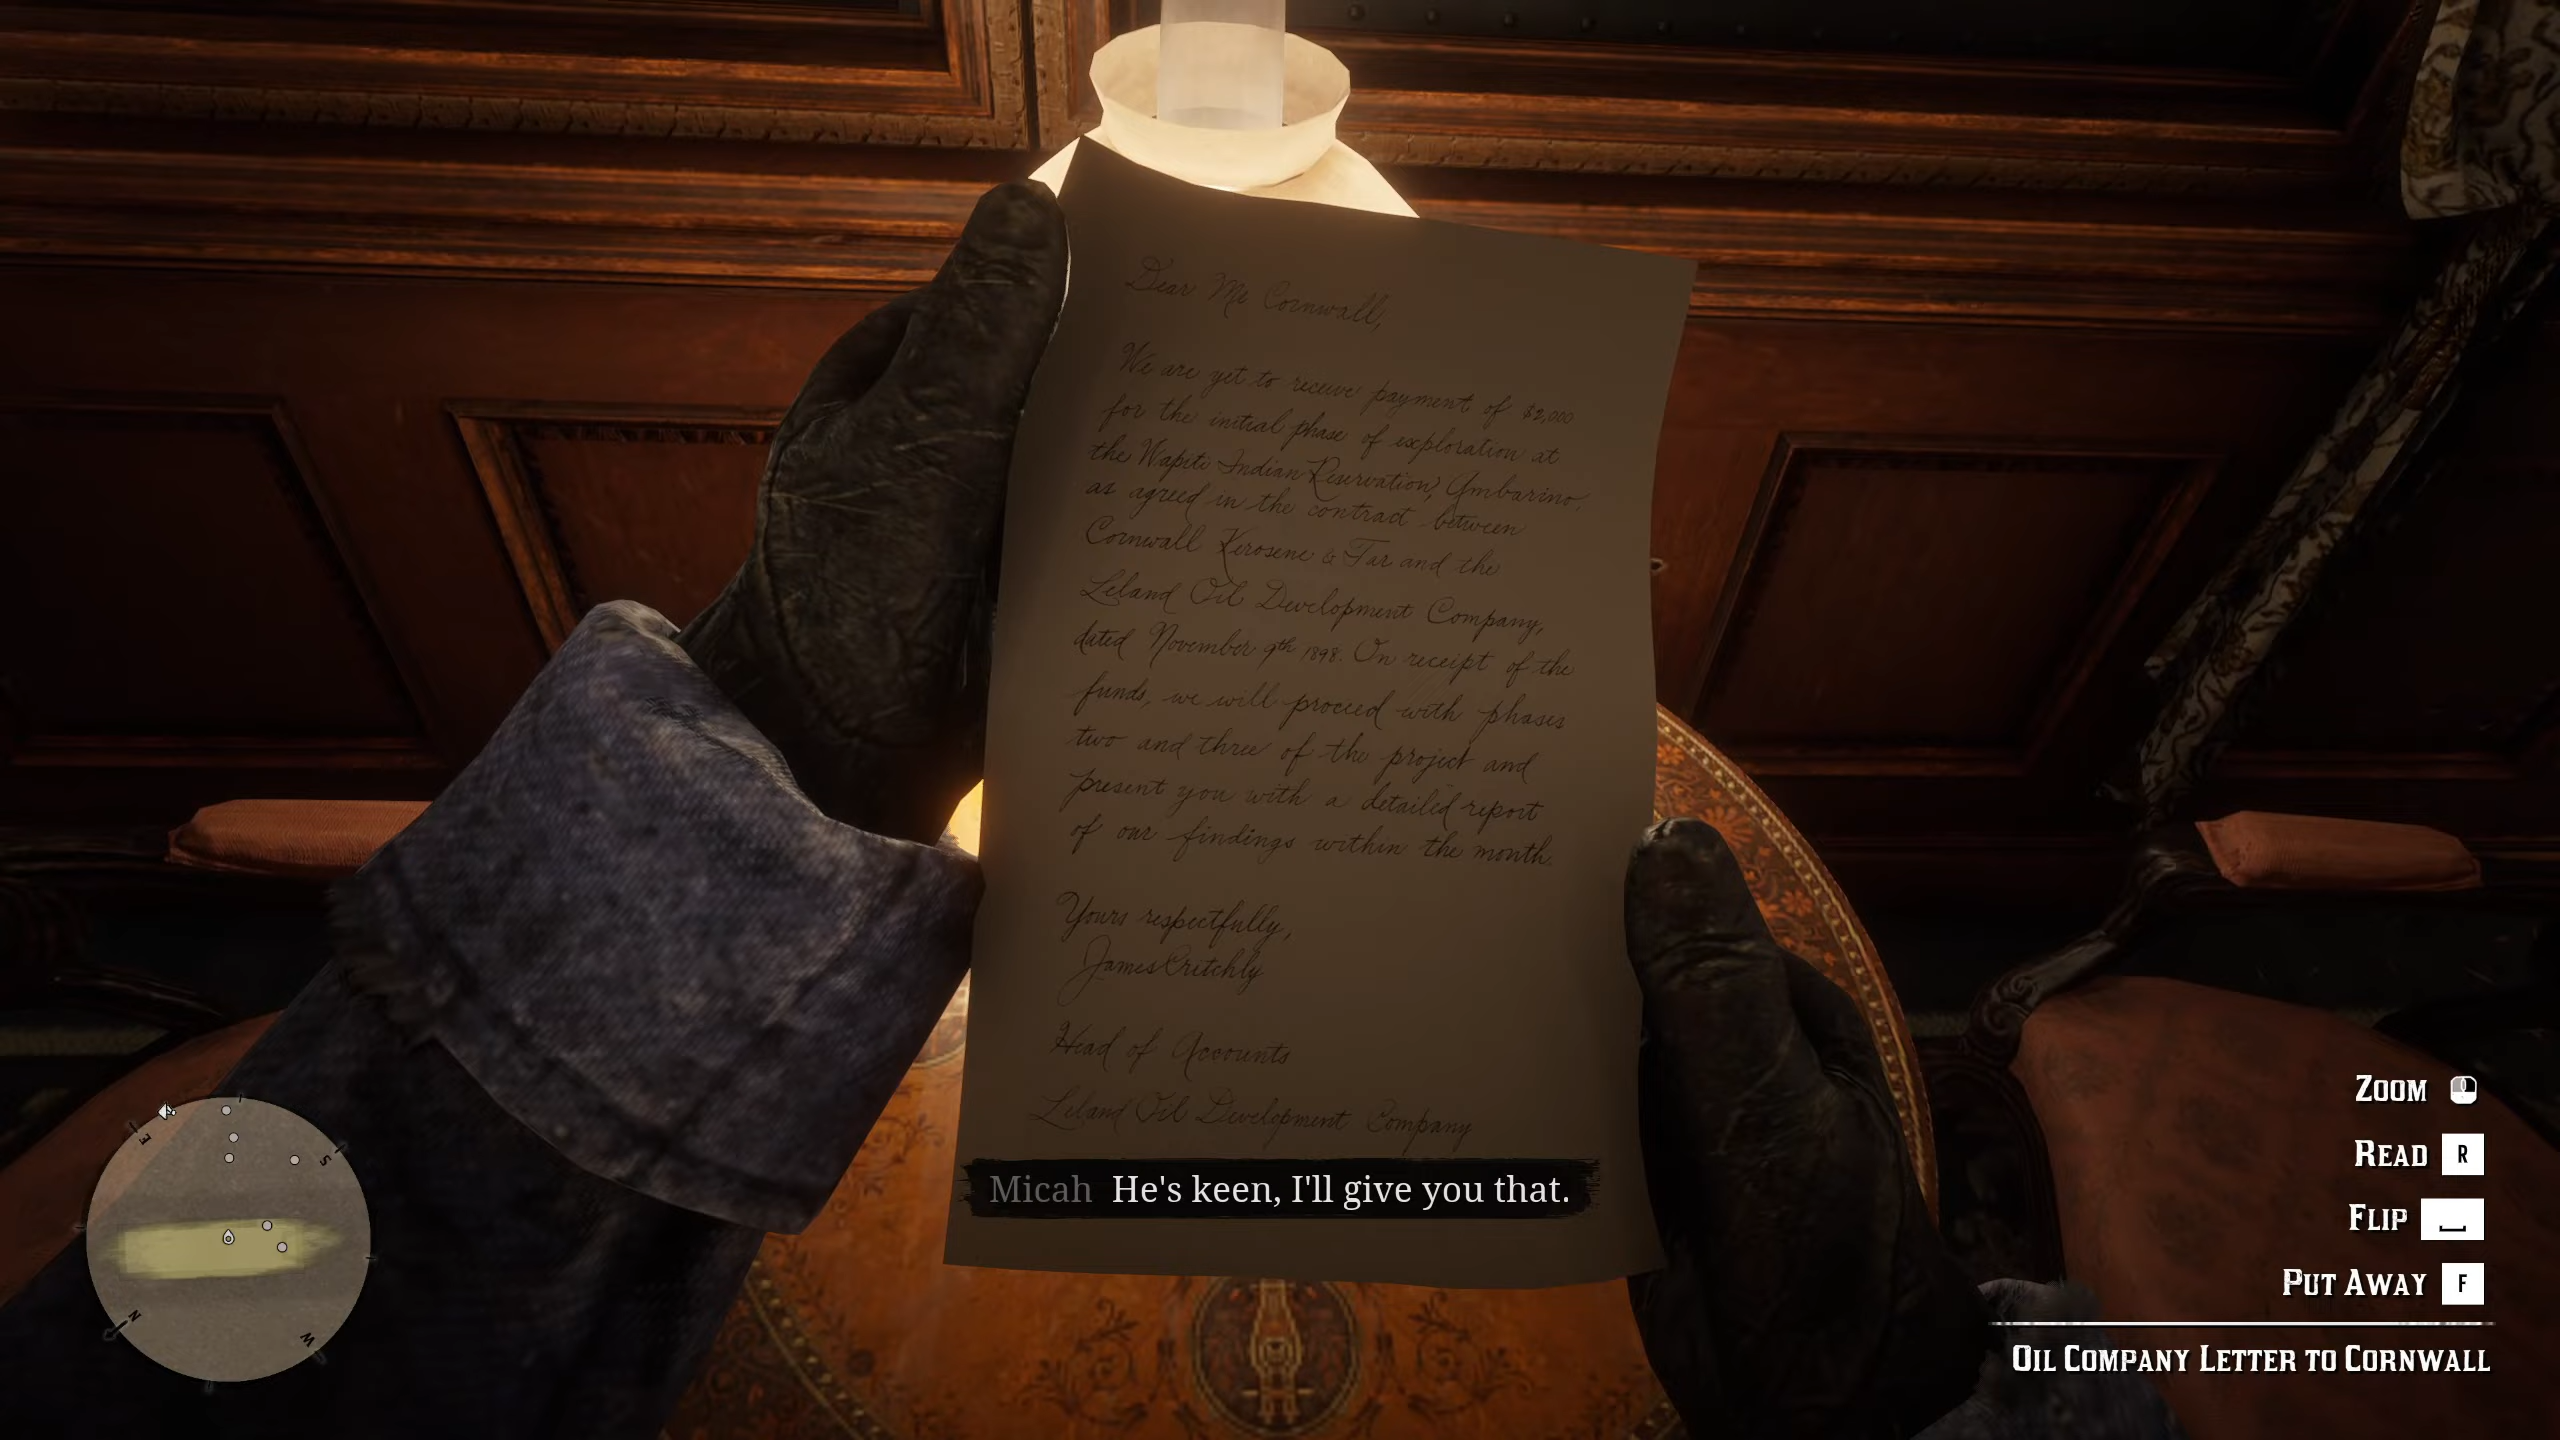 Dear Mr Cornwall,
We are yet to receive payment of $2,000
for the initial phase of exploration at
the Wapiti Indian Reservation, Ambarino,
as agreed in the contract between
Cornwall Kerosene & Tar and the
Leland Oil Development Company,
dated November 9th 1898. On receipt of the
funds, we will proceed with phases
two and three of the project and
present you with a detailed report
of our findings within the month.
Yours respectfully,
James Critchly
Head of Accounts
Leland Oil Development Company
Micah He's keen, I'll give you that.
E
S
N
W
ZOOM
READ R
FLIP
PUT AWAY F
OIL COMPANY LETTER TO CORNWALL